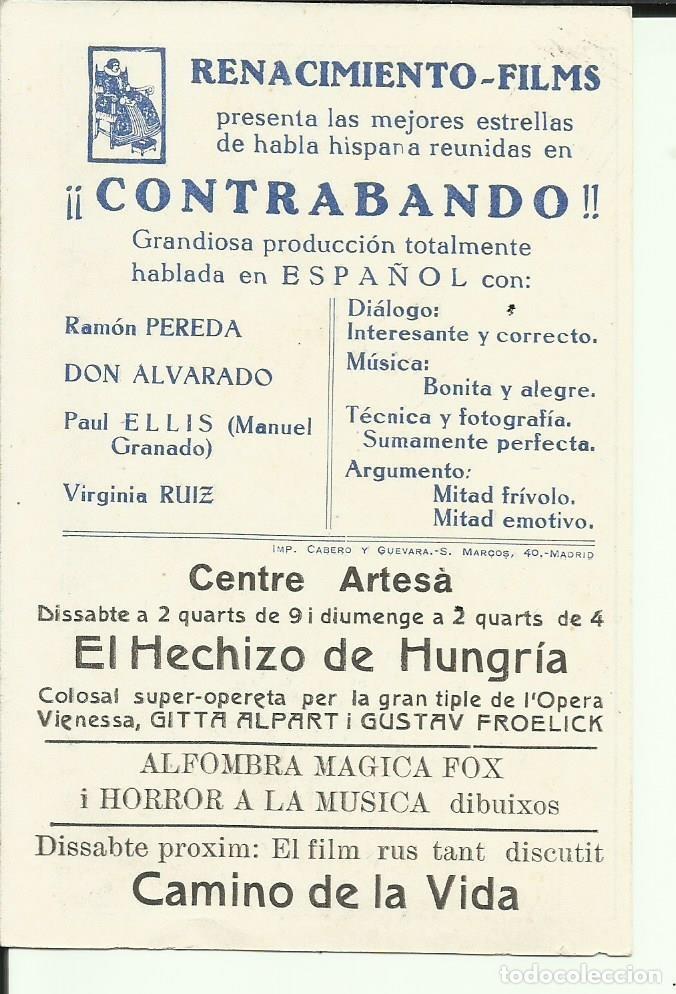 RENACIMIENTO-FILMS
presenta las mejores estrellas
de habla hispana reunidas en
¡¡CONTRABANDO!!
Grandiosa producción totalmente
hablada en ESPAÑOL con:
Ramón PEREDA
DON ALVARADO
Paul ELLIS (Manuel
Granado)
Virginia RUIZ
Diálogo:
Interesante y correcto.
Música:
Bonita y alegre.
Técnica y fotografía.
Sumamente perfecta.
Argumento:
Mitad frívolo.
Mitad emotivo.
IMP. CABERO Y GUEVARA.-S. MARCOS, 40.-MADRID
Centre Artesà
Dissabte a 2 quarts de 9 i diumenge a 2 quarts de 4
El Hechizo de Hungría
Colosal super-opereta per la gran tiple de l'Opera
Vienessa, GITTA ALPART i GUSTAV FROELICK
ALFOMBRA MAGICA FOX
i HORROR A LA MUSICA dibuixos
Dissabte proxim: El film rus tant discutit
Camino de la Vida
todocoleccion